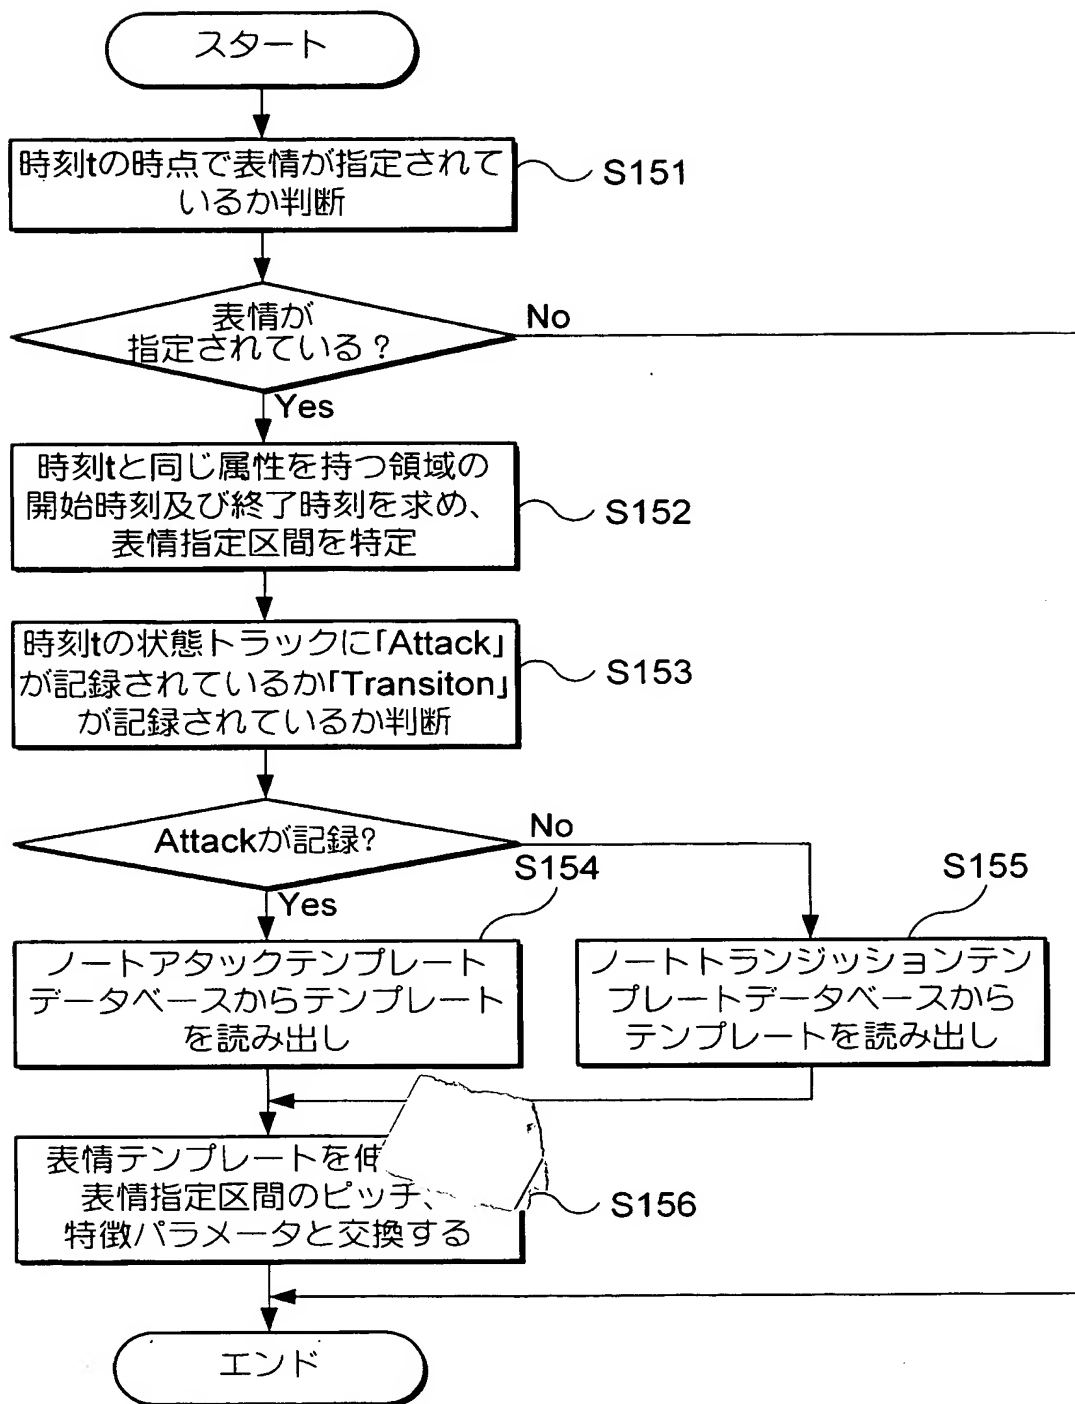 スタート
時刻tの時点で表情が指定されて
いるか判断
S151
表情が
指定されている？
No
Yes
時刻tと同じ属性を持つ領域の
開始時刻及び終了時刻を求め、
表情指定区間を特定
S152
時刻tの状態トラックに「Attack」
が記録されているか「Transiton」
が記録されているか判断
S153
Attackが記録?
No
Yes
S154
S155
ノートアタックテンプレート
データベースからテンプレート
を読み出し
ノートトランジッションテン
プレートデータベースから
テンプレートを読み出し
表情テンプレートを伸
表情指定区間のピッチ、
特徴パラメータと交換する
S156
エンド